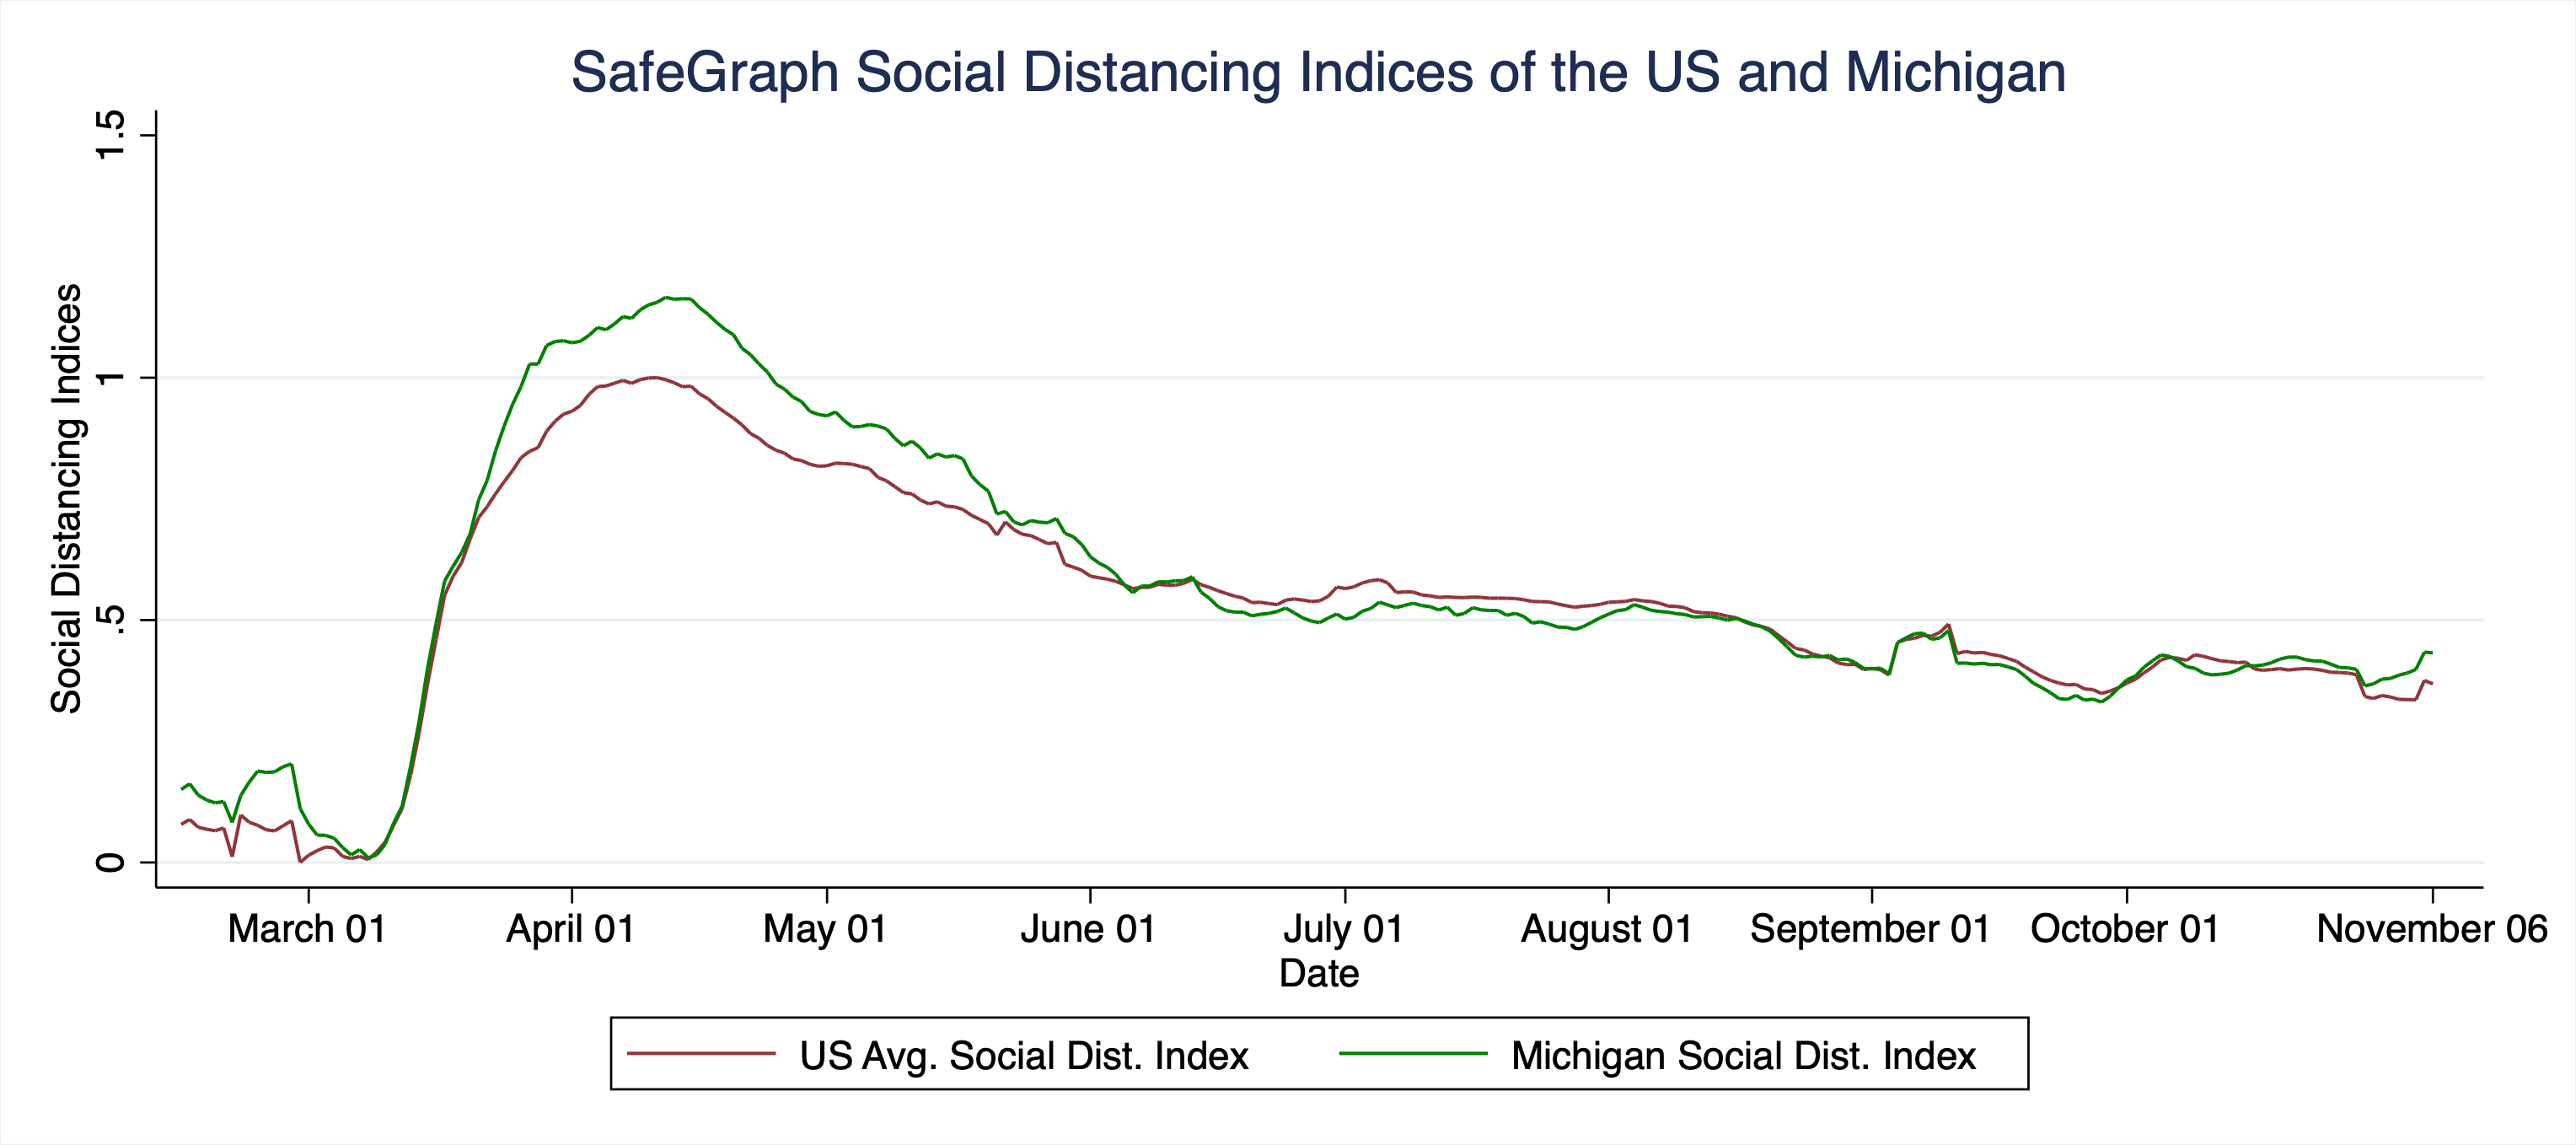 SafeGraph Social Distancing Indices of the US and Michigan
Social Distancing Indices
1.5
1
.5
0
March 01
April 01
May 01
June 01
July 01
August 01
September 01
October 01
November 06
Date
US Avg. Social Dist. Index
Michigan Social Dist. Index